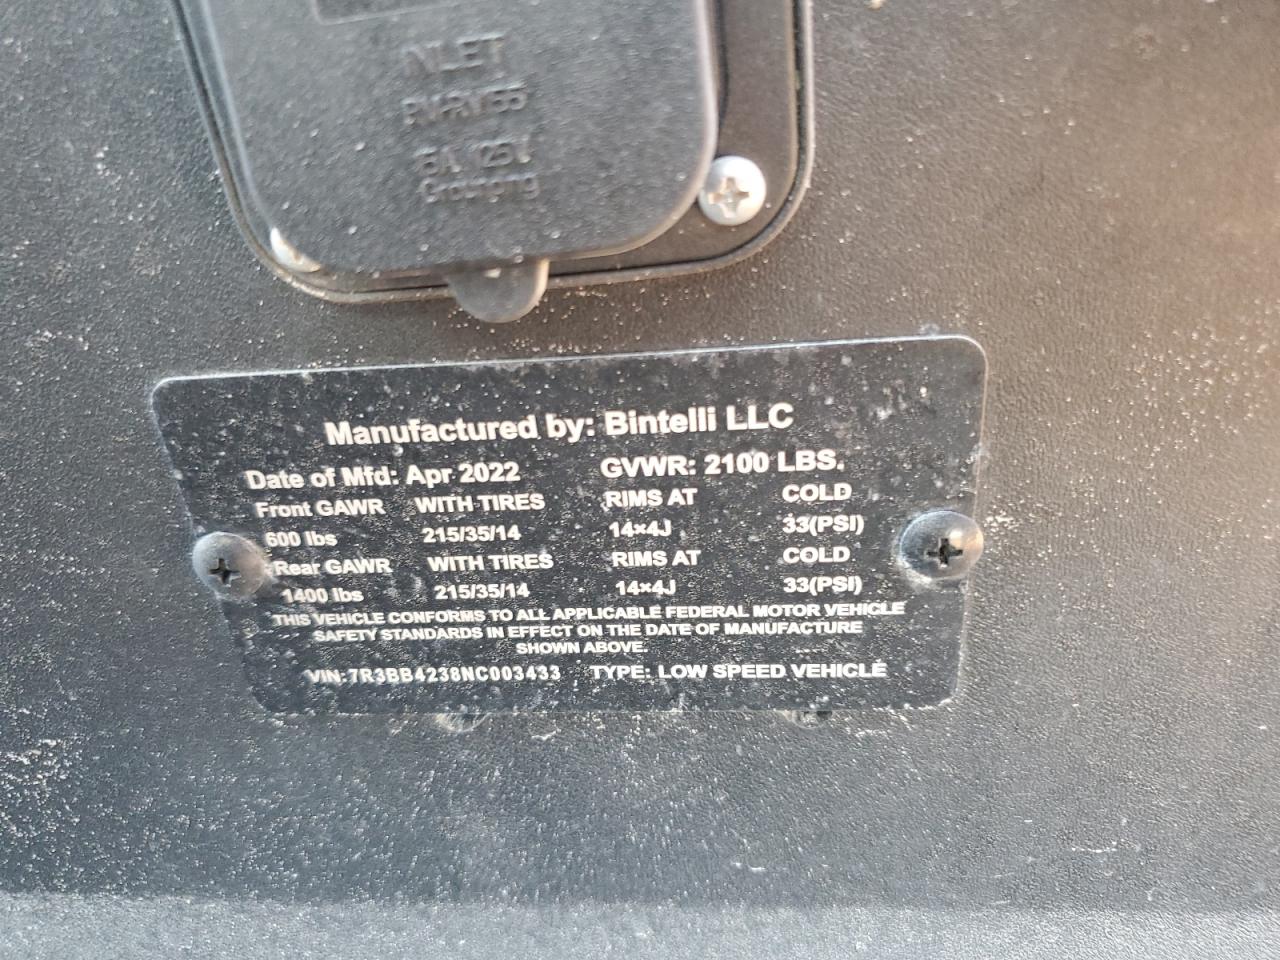 INLET
15A 125V
Grounding
Manufactured by: Bintelli LLC
Date of Mfd: Apr 2022 GVWR: 2100 LBS.
Front GAWR WITH TIRES RIMS AT COLD
600 lbs 215/35/14 14×4J 33(PSI)
Rear GAWR WITH TIRES RIMS AT COLD
1400 lbs 215/35/14 14×4J 33(PSI)
THIS VEHICLE CONFORMS TO ALL APPLICABLE FEDERAL MOTOR VEHICLE
SAFETY STANDARDS IN EFFECT ON THE DATE OF MANUFACTURE
SHOWN ABOVE.
VIN:7R3BB4238NC003433 TYPE: LOW SPEED VEHICLE